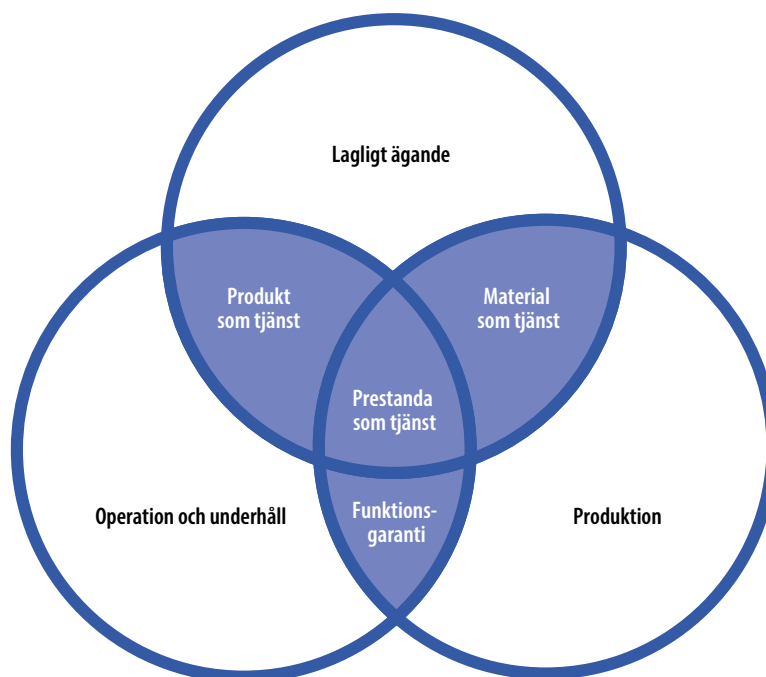 Lagligt ägande
Produkt
som tjänst
Material
som tjänst
Prestanda
som tjänst
Operation och underhåll
Funktions-
garanti
Produktion